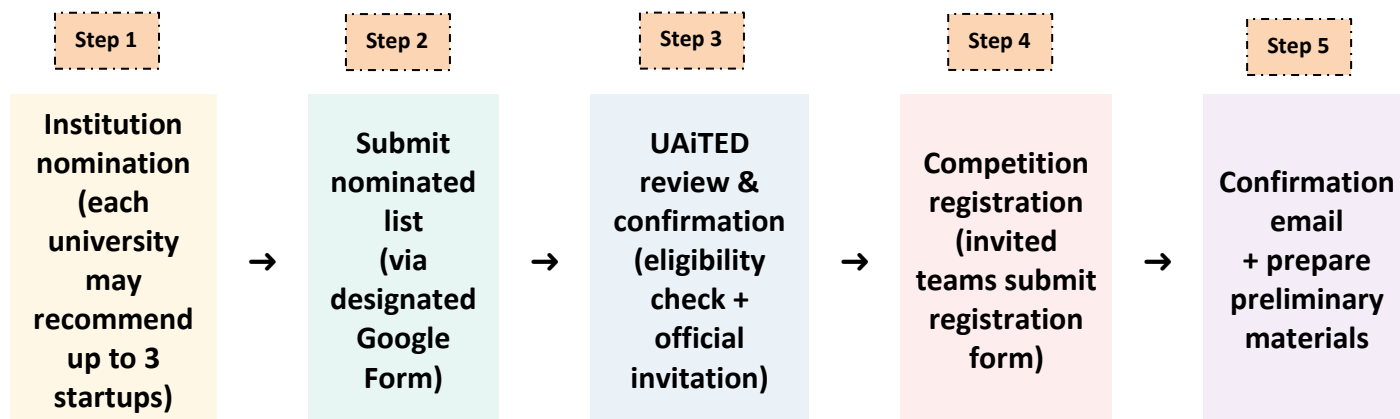 Step 1
Step 2
Step 3
Step 4
Step 5
Institution
nomination
(each
university
may
recommend
up to 3
startups)
→
Submit
nominated
list
(via
designated
Google
Form)
→
UAiTED
review &
confirmation
(eligibility
check +
official
invitation)
→
Competition
registration
(invited
teams submit
registration
form)
→
Confirmation
email
+ prepare
preliminary
materials